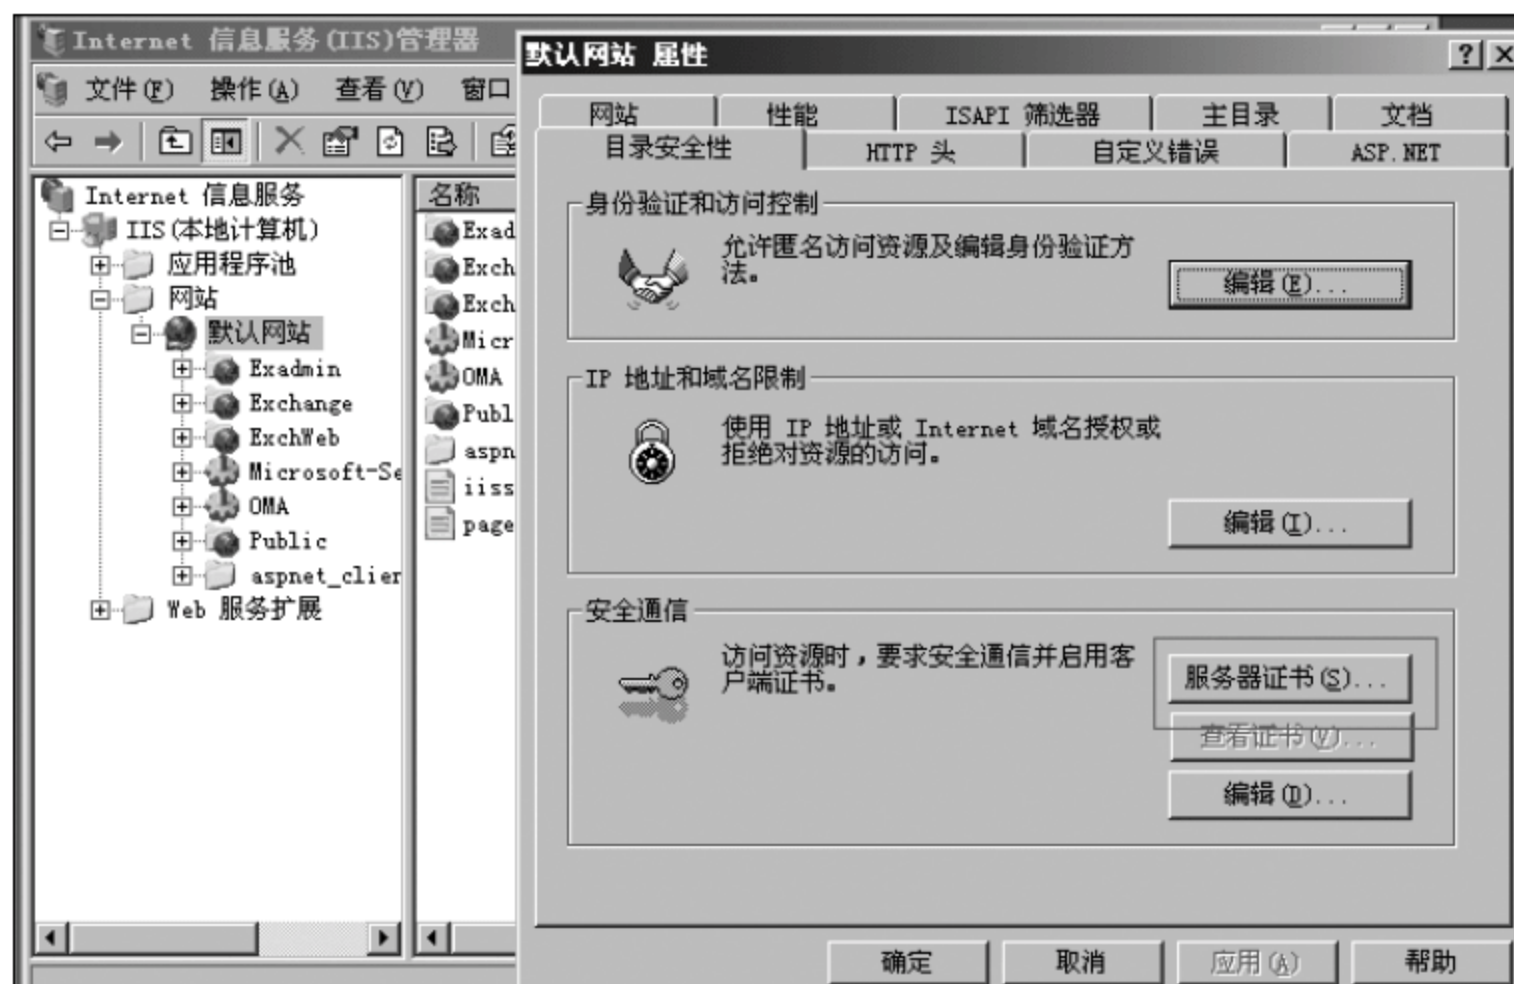 Internet 信息服务(IIS)管理器
文件(F) 操作(A) 查看(V) 窗口
Internet 信息服务
IIS(本地计算机)
应用程序池
网站
默认网站
Exadmin
Exchange
ExchWeb
Microsoft-Se
OMA
Public
aspnet_clien
Web 服务扩展
名称
Exad
Exch
Exch
Micr
OMA
Publ
aspn
iiss
page
默认网站 属性
网站 性能 ISAPI 筛选器 主目录 文档
目录安全性 HTTP 头 自定义错误 ASP.NET
身份验证和访问控制
允许匿名访问资源及编辑身份验证方
法。
编辑(E)...
IP 地址和域名限制
使用 IP 地址或 Internet 域名授权或
拒绝对资源的访问。
编辑(I)...
安全通信
访问资源时，要求安全通信并启用客
户端证书。
服务器证书(S)...
查看证书(V)...
编辑(D)...
确定 取消 应用(A) 帮助